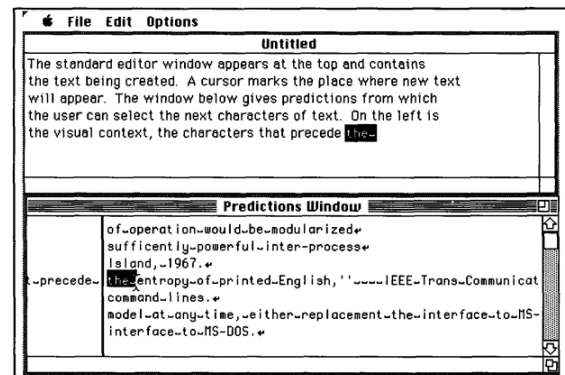 File Edit Options
Untitled
The standard editor window appears at the top and contains
the text being created. A cursor marks the place where new text
will appear. The window below gives predictions from which
the user can select the next characters of text. On the left is
the visual context, the characters that precede the⌣
Predictions Window
of⌣operation⌣would⌣be⌣modularized↵
sufficently⌣powerful⌣inter-process↵
Island,⌣1967.↵
t⌣precede⌣ the⌣entropy⌣of⌣printed⌣English,''⌣⌣⌣⌣IEEE⌣Trans⌣Communicat
command⌣lines.↵
model⌣at⌣any⌣time,⌣either⌣replacement⌣the⌣interface⌣to⌣MS-
interface⌣to⌣MS-DOS.↵